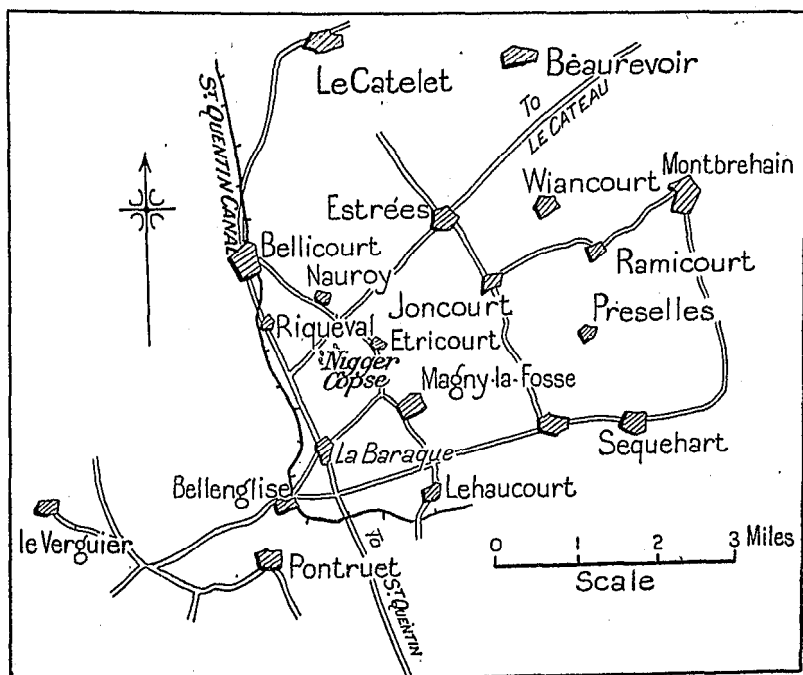 Le Catelet
Beaurevoir
ST. QUENTIN CANAL
TO
LE CATEAU
Wiancourt
Montbrehain
Estrées
Bellicourt
Nauroy
Ramicourt
Joncourt
Preselles
Riqueval
Etricourt
Nigger
Copse
Magny-la-Fosse
La Baraque
Sequehart
Bellenglise
Lehaucourt
le Verguier
Pontruet
TO
ST QUENTIN
0 1 2 3 Miles
Scale